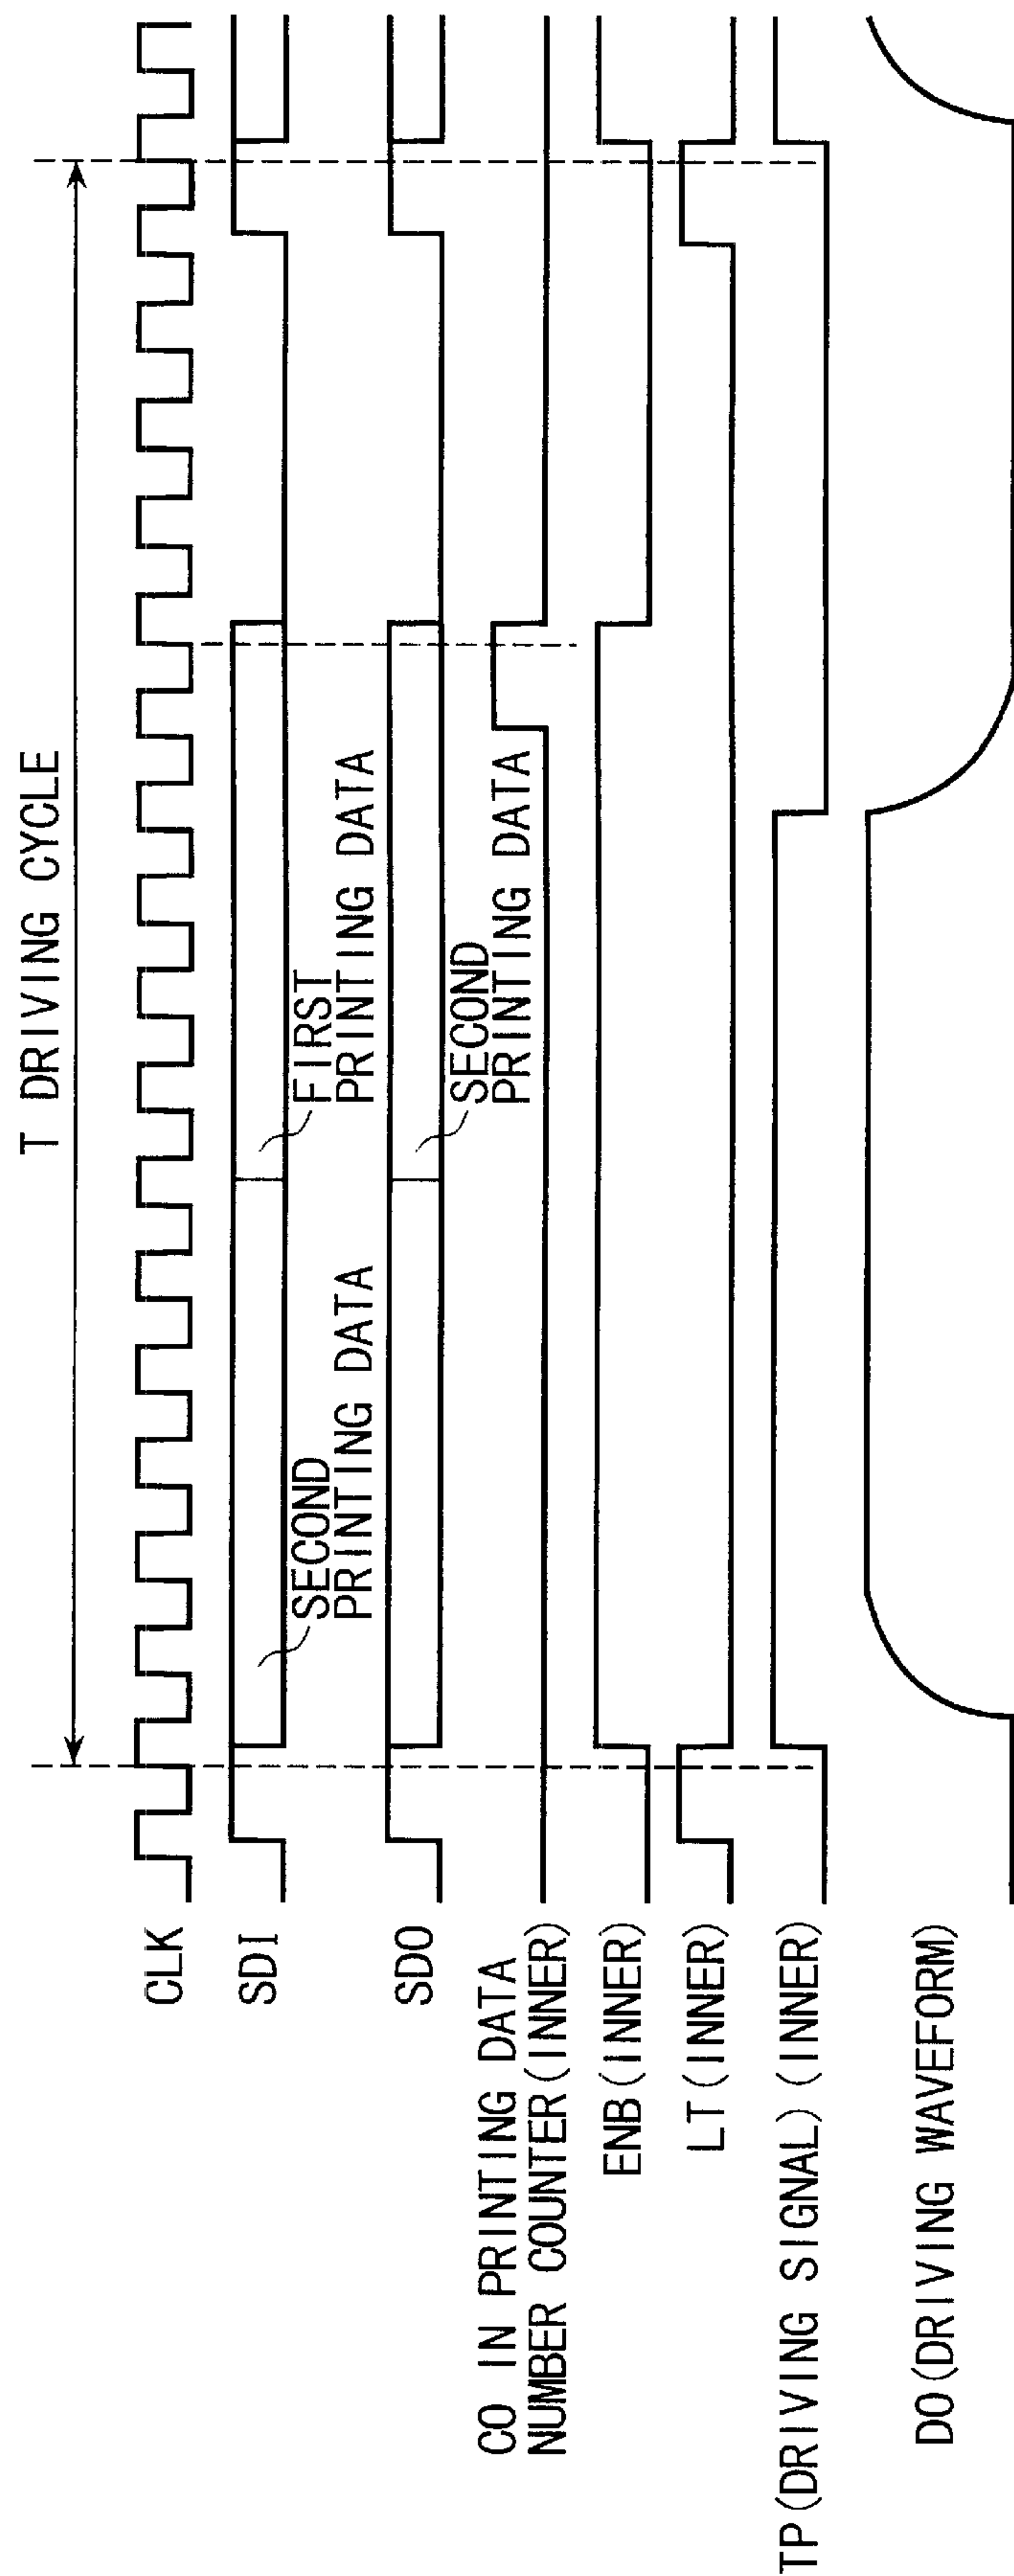 T DRIVING CYCLE
CLK
SDI
SECOND
PRINTING DATA
FIRST
PRINTING DATA
SDO
SECOND
PRINTING DATA
CO IN PRINTING DATA
NUMBER COUNTER(INNER)
ENB(INNER)
LT(INNER)
TP(DRIVING SIGNAL)(INNER)
DO(DRIVING WAVEFORM)